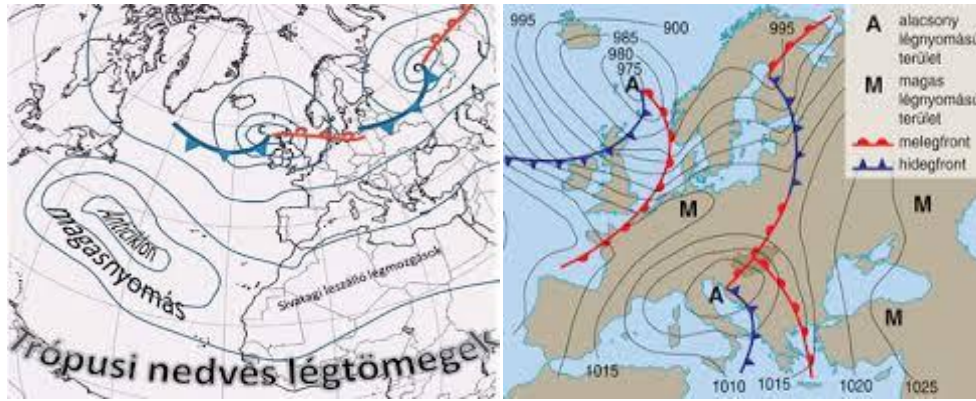 Anticiklon
magasnyomás
Sivatagi leszálló légmozgások
Trópusi nedves légtömegek
995
900
985
980
975
A
995
M
A
M
M
1015
1010
1015
1020
1025
A alacsony
légnyomású
terület
M magas
légnyomású
terület
melegfront
hidegfront